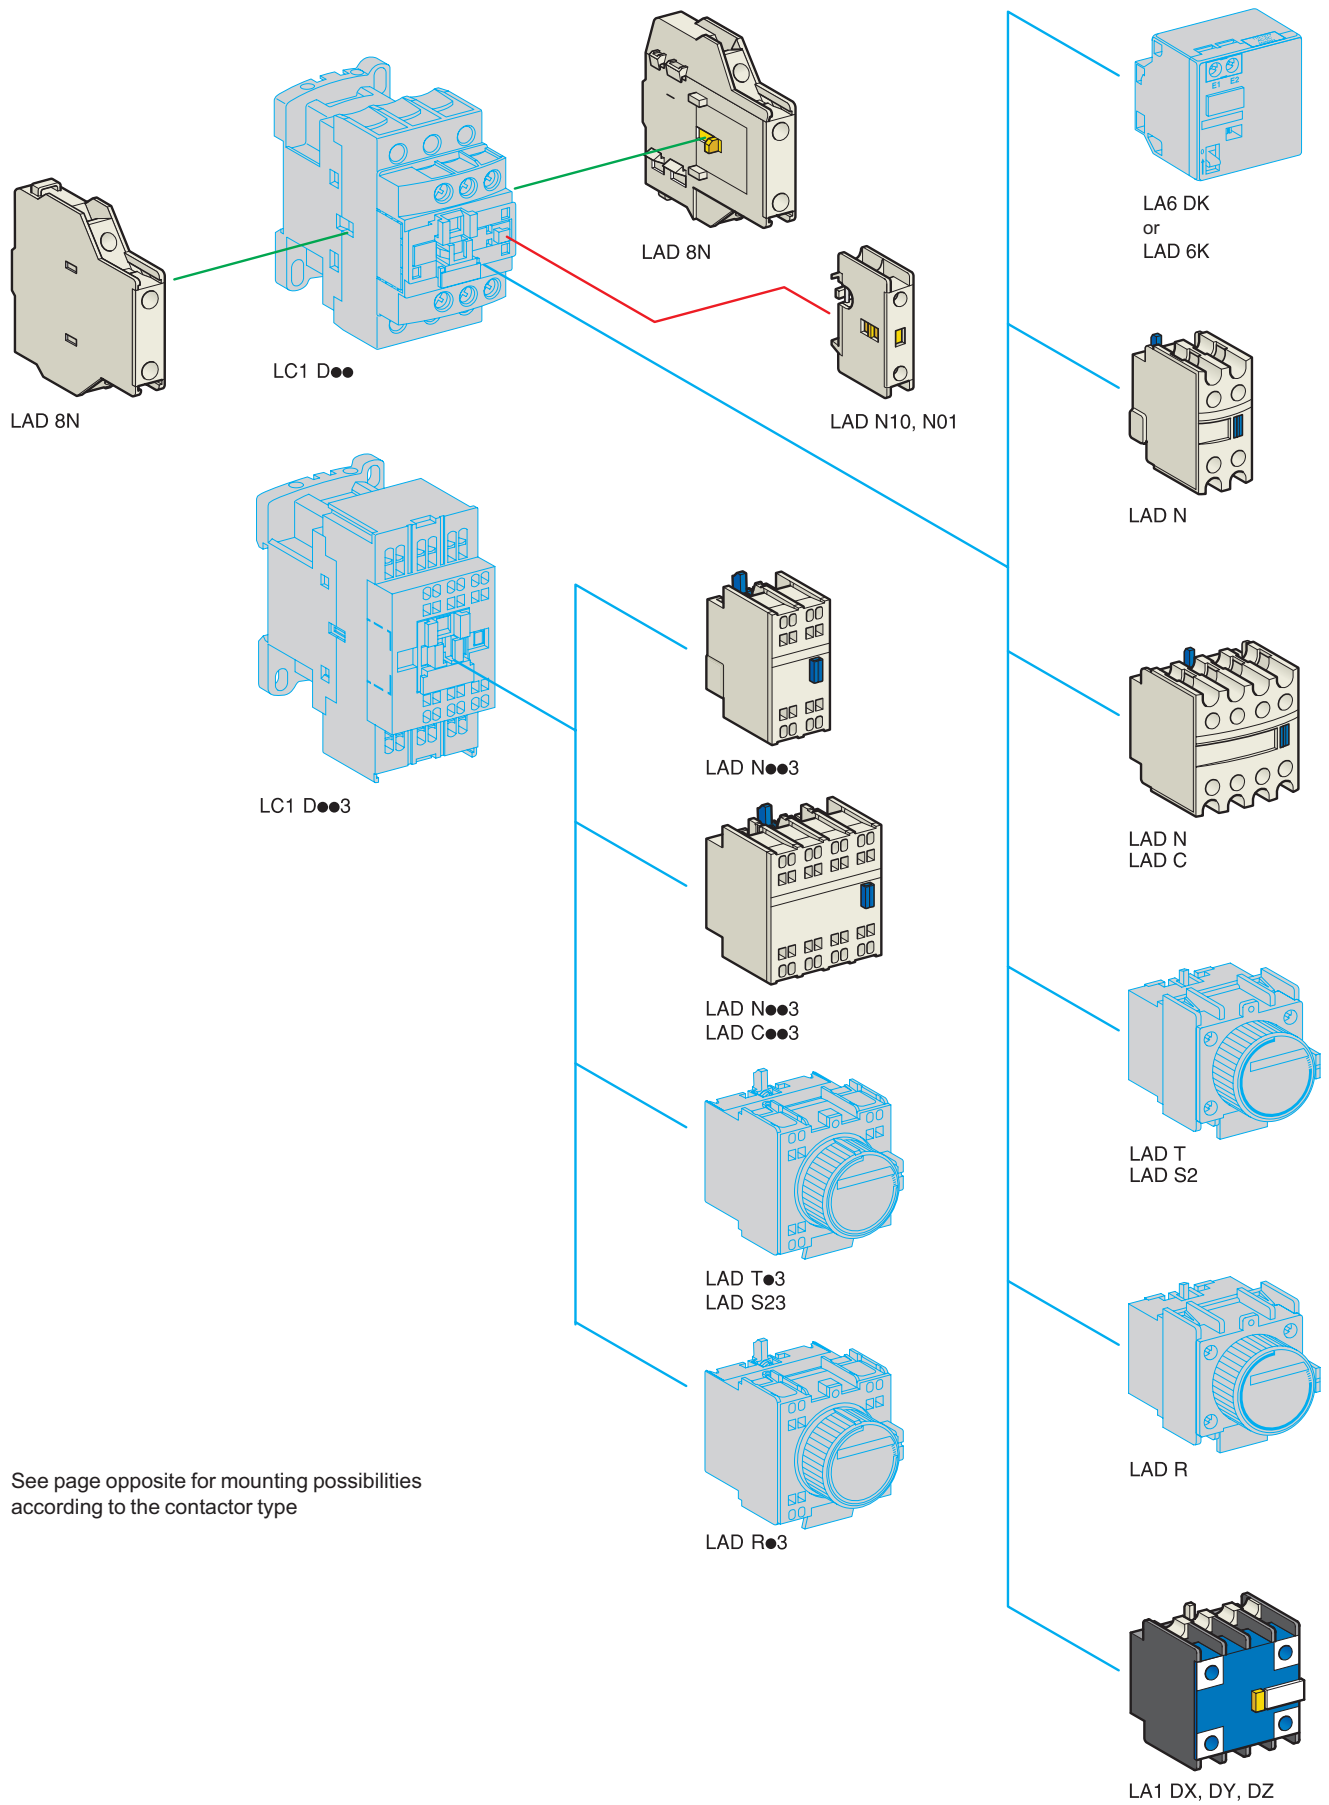 E1 E2
LA6 DK
or
LAD 6K
LAD 8N
LC1 D●●
LAD 8N
LAD N10, N01
LAD N
LC1 D●●3
LAD N●●3
LAD N
LAD C
LAD N●●3
LAD C●●3
LAD T
LAD S2
LAD T●3
LAD S23
LAD R
See page opposite for mounting possibilities
according to the contactor type
LAD R●3
LA1 DX, DY, DZ